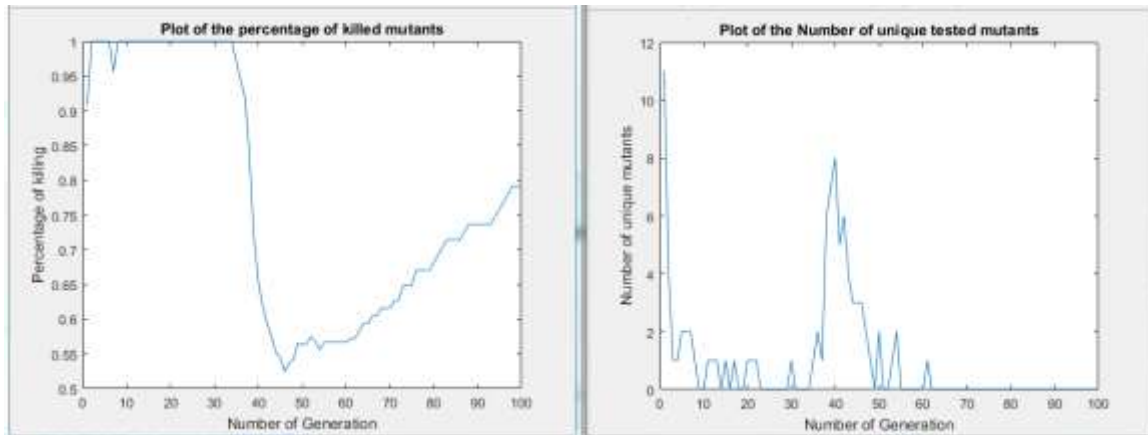 Plot of the percentage of killed mutants
1
0.95
0.9
0.85
0.8
0.75
0.7
0.65
0.6
0.55
0.5
Percentage of killing
0 10 20 30 40 50 60 70 80 90 100
Number of Generation
Plot of the Number of unique tested mutants
12
10
8
6
4
2
0
Number of unique mutants
0 10 20 30 40 50 60 70 80 90 100
Number of Generation